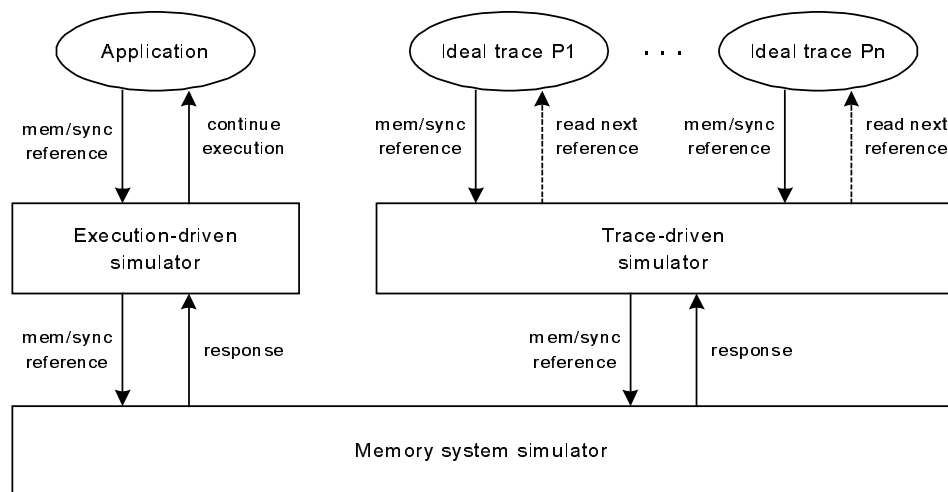 Application
Ideal trace P1
. . .
Ideal trace Pn
mem/sync
reference
continue
execution
mem/sync
reference
read next
reference
mem/sync
reference
read next
reference
Execution-driven
simulator
Trace-driven
simulator
mem/sync
reference
response
mem/sync
reference
response
Memory system simulator